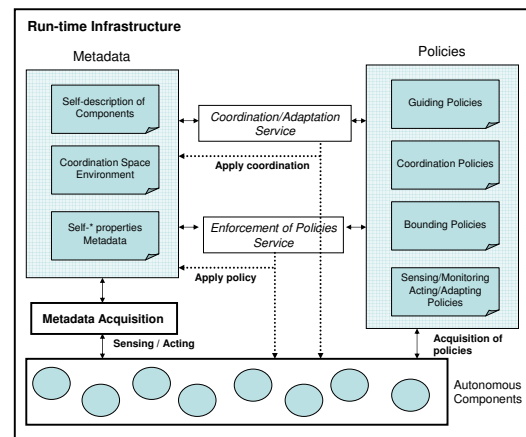 Run-time Infrastructure
Metadata
Policies
Self-description of
Components
Coordination Space
Environment
Self-* properties
Metadata
Coordination/Adaptation
Service
Apply coordination
Enforcement of Policies
Service
Apply policy
Guiding Policies
Coordination Policies
Bounding Policies
Sensing/Monitoring
Acting/Adapting
Policies
Metadata Acquisition
Sensing / Acting
Acquisition of
policies
Autonomous
Components